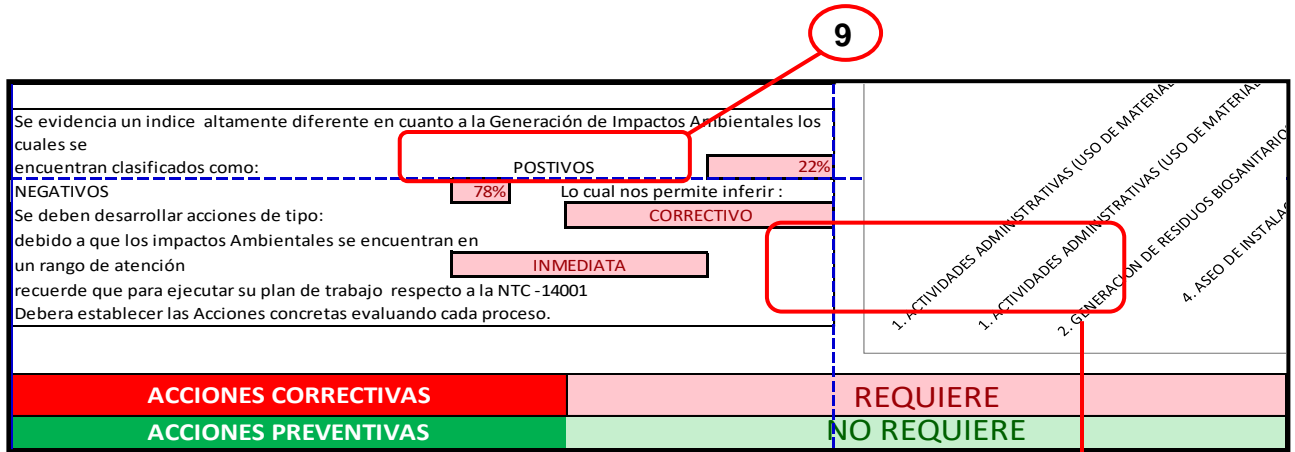 9
Se evidencia un indice altamente diferente en cuanto a la Generación de Impactos Ambientales los
cuales se
encuentran clasificados como: POSTIVOS 22%
NEGATIVOS 78% Lo cual nos permite inferir :
Se deben desarrollar acciones de tipo: CORRECTIVO
debido a que los impactos Ambientales se encuentran en
un rango de atención INMEDIATA
recuerde que para ejecutar su plan de trabajo respecto a la NTC -14001
Debera establecer las Acciones concretas evaluando cada proceso.
1. ACTIVIDADES ADMINISTRATIVAS (USO DE
1. ACTIVIDADES ADMINISTRATIVAS (USO DE
2. GENERACION DE RESIDUOS
4. ASEO DE
ACCIONES CORRECTIVAS REQUIERE
ACCIONES PREVENTIVAS NO REQUIERE